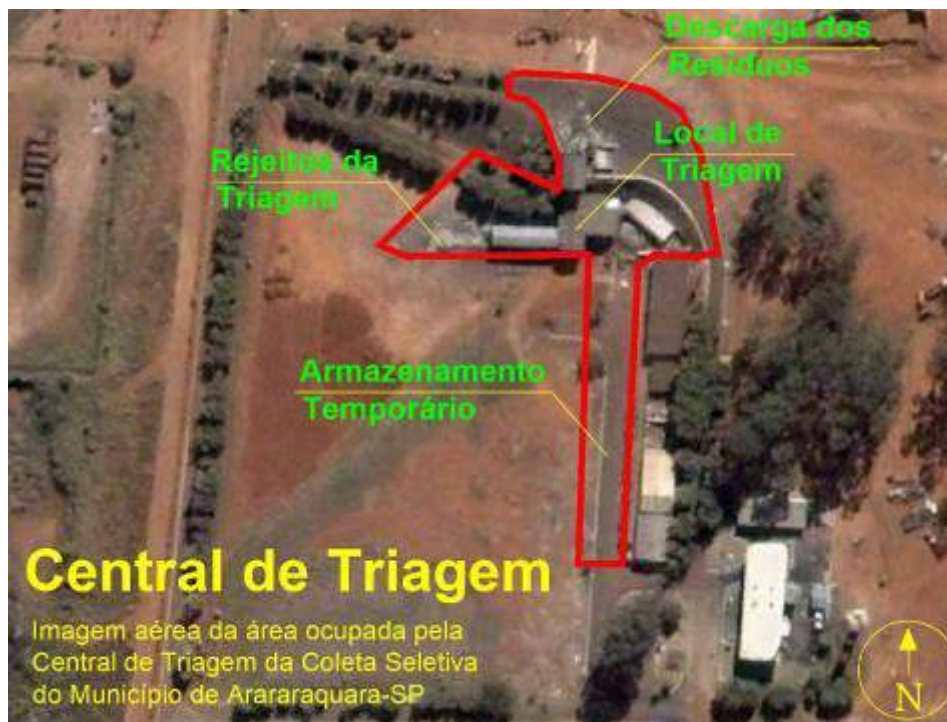 Descarga dos
Resíduos
Local de
Triagem
Rejeitos da
Triagem
Armazenamento
Temporário
Central de Triagem
Imagem aérea da área ocupada pela
Central de Triagem da Coleta Seletiva
do Município de Arararaquara-SP
N